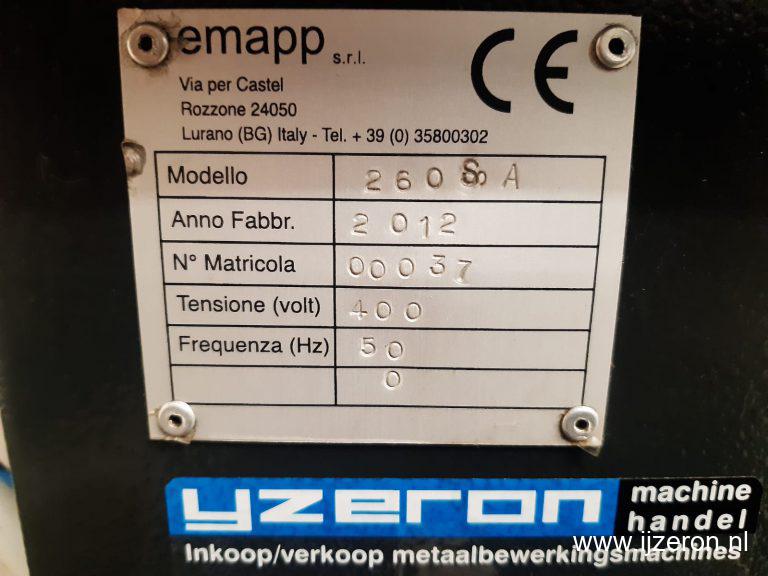 emapp s.r.l.
CE
Via per Castel
Rozzone 24050
Lurano (BG) Italy - Tel. + 39 (0) 35800302
Modello 260 A
Anno Fabbr. 2012
N° Matricola 00037
Tensione (volt) 400
Frequenza (Hz) 50
0
yzeron machine
handel
Inkoop/verkoop metaalbewerkingsmachines
www.ijzeron.nl